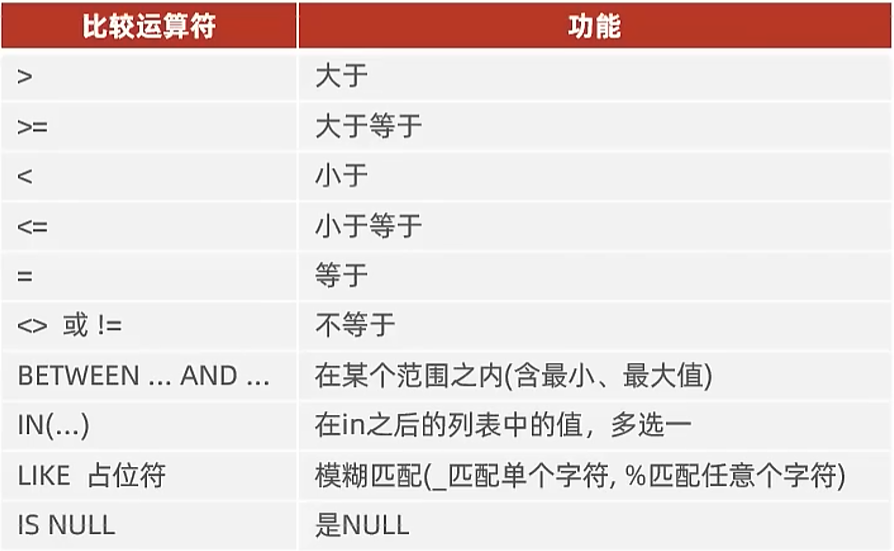 比较运算符 功能
> 大于
>= 大于等于
< 小于
<= 小于等于
= 等于
<> 或 != 不等于
BETWEEN ... AND ... 在某个范围之内(含最小、最大值)
IN(...) 在in之后的列表中的值，多选一
LIKE 占位符 模糊匹配(_匹配单个字符, %匹配任意个字符)
IS NULL 是NULL